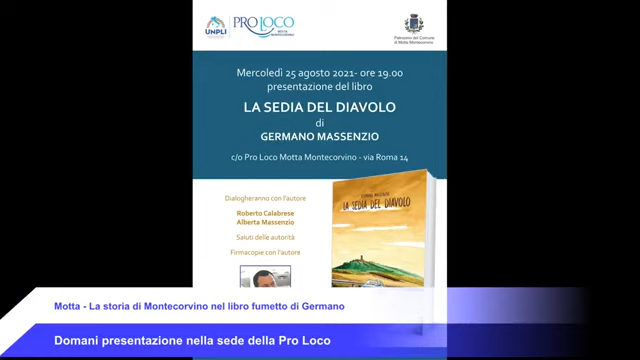 UNPLI
PRO LOCO
MOTTA
MONTECORVINO
Patrocinio del Comune
di Motta Montecorvino
Mercoledì 25 agosto 2021- ore 19.00
presentazione del libro
LA SEDIA DEL DIAVOLO
di
GERMANO MASSENZIO
c/o Pro Loco Motta Montecorvino - via Roma 14
Dialogheranno con l'autore
Roberto Calabrese
Alberta Massenzio
Saluti delle autorità
Firmacopie con l'autore
GERMANO MASSENZIO
LA SEDIA DEL DIAVOLO
Motta - La storia di Montecorvino nel libro fumetto di Germano
Domani presentazione nella sede della Pro Loco